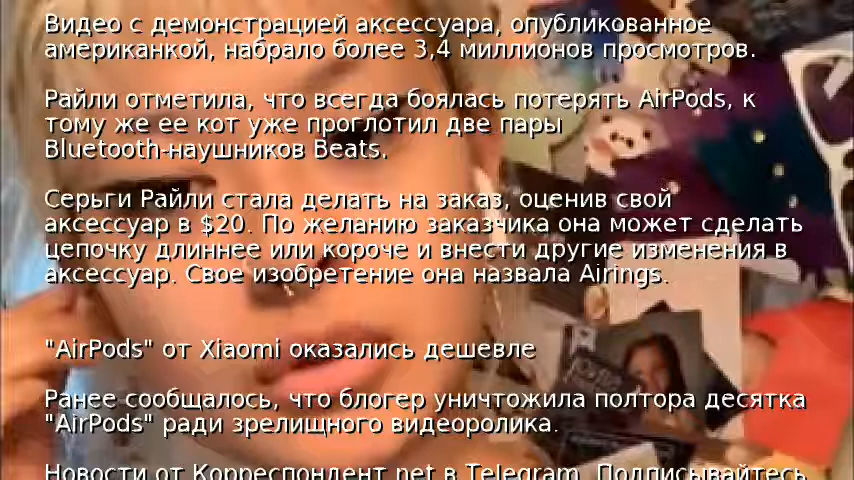 Видео с демонстрацией аксессуара, опубликованное
американкой, набрало более 3,4 миллионов просмотров.
Райли отметила, что всегда боялась потерять AirPods, к
тому же ее кот уже проглотил две пары
Bluetooth-наушников Beats.
Серьги Райли стала делать на заказ, оценив свой
аксессуар в $20. По желанию заказчика она может сделать
цепочку длиннее или короче и внести другие изменения в
аксессуар. Свое изобретение она назвала Airings.
"AirPods" от Xiaomi оказались дешевле
Ранее сообщалось, что блогер уничтожила полтора десятка
"AirPods" ради зрелищного видеоролика.
Новости от Корреспондент.net в Telegram. Подписывайтесь